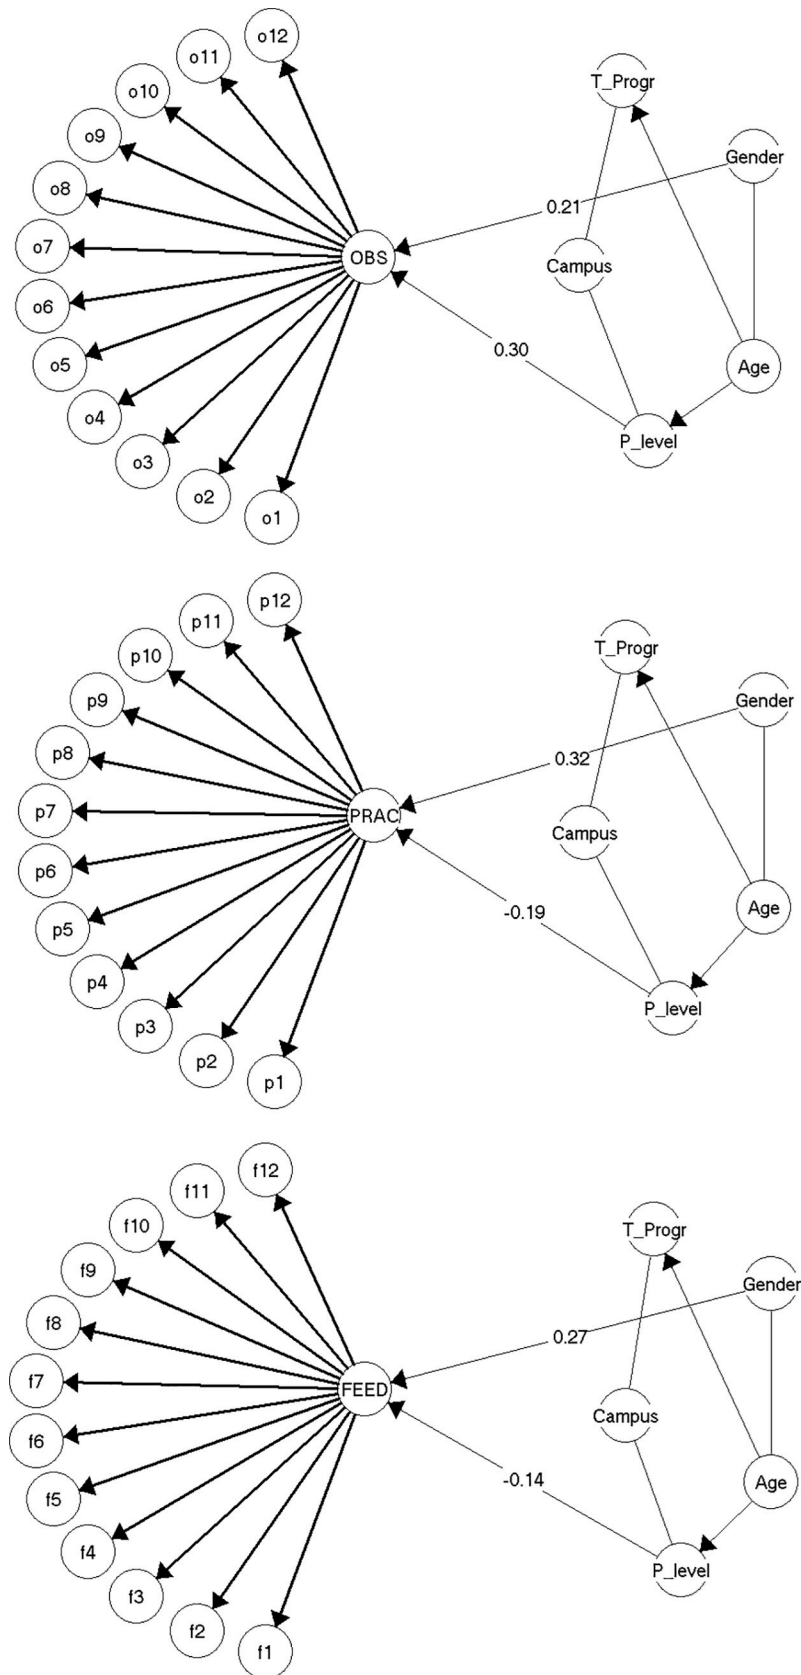 o12
o11
T_Progr
o10
o9
Gender
o8
0.21
o7
OBS
Campus
o6
0.30
o5
Age
o4
P_level
o3
o2
o1
p12
p11
T_Progr
p10
p9
Gender
p8
0.32
p7
PRAC
Campus
p6
-0.19
p5
Age
p4
P_level
p3
p2
p1
f12
f11
T_Progr
f10
f9
Gender
f8
0.27
f7
FEED
Campus
f6
-0.14
f5
Age
f4
P_level
f3
f2
f1